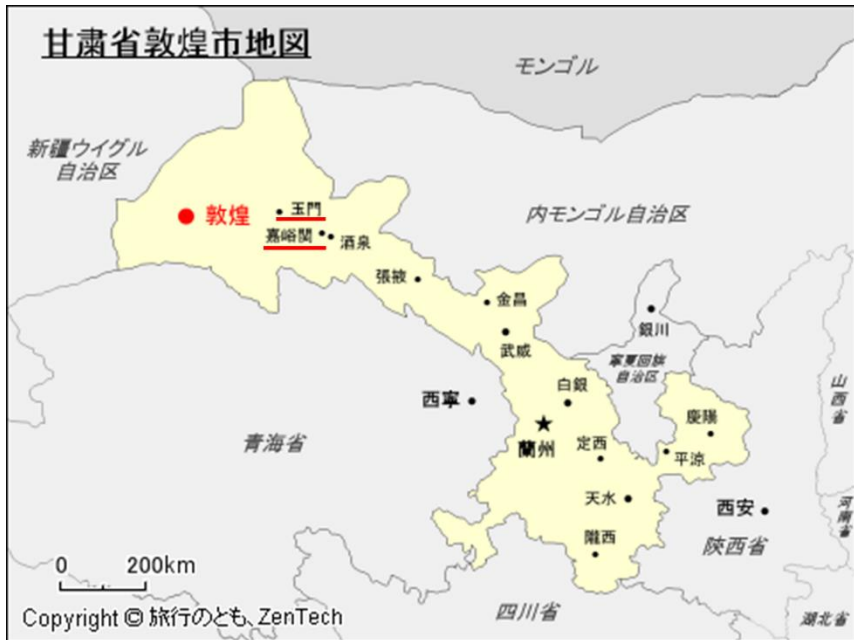 甘粛省敦煌市地図
モンゴル
新疆ウイグル
自治区
内モンゴル自治区
敦煌
玉門
嘉峪関
酒泉
張掖
金昌
武威
銀川
寧夏回族
自治区
山西省
西寧
白銀
蘭州
定西
慶陽
平涼
青海省
天水
西安
河南省
隴西
陝西省
0 200km
四川省
湖北省
Copyright © 旅行のとも、ZenTech